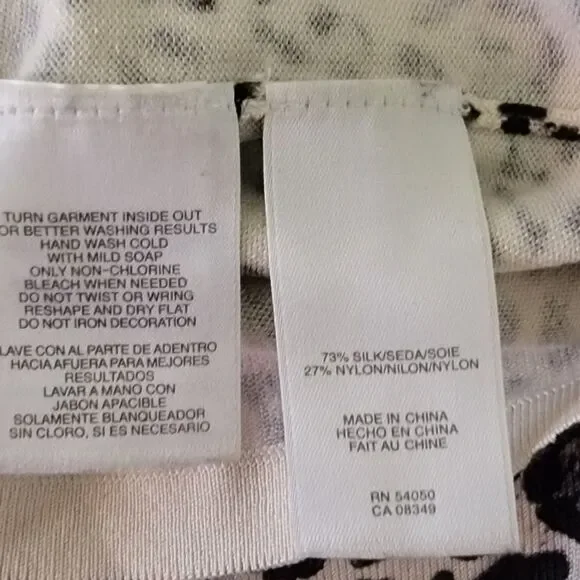 TURN GARMENT INSIDE OUT
OR BETTER WASHING RESULTS
HAND WASH COLD
WITH MILD SOAP
ONLY NON-CHLORINE
BLEACH WHEN NEEDED
DO NOT TWIST OR WRING
RESHAPE AND DRY FLAT
DO NOT IRON DECORATION
LAVE CON AL PARTE DE ADENTRO
HACIA AFUERA PARA MEJORES
RESULTADOS
LAVAR A MANO CON
JABON APACIBLE
SOLAMENTE BLANQUEADOR
SIN CLORO, SI ES NECESARIO
73% SILK/SEDA/SOIE
27% NYLON/NILON/NYLON
MADE IN CHINA
HECHO EN CHINA
FAIT AU CHINE
RN 54050
CA 08349